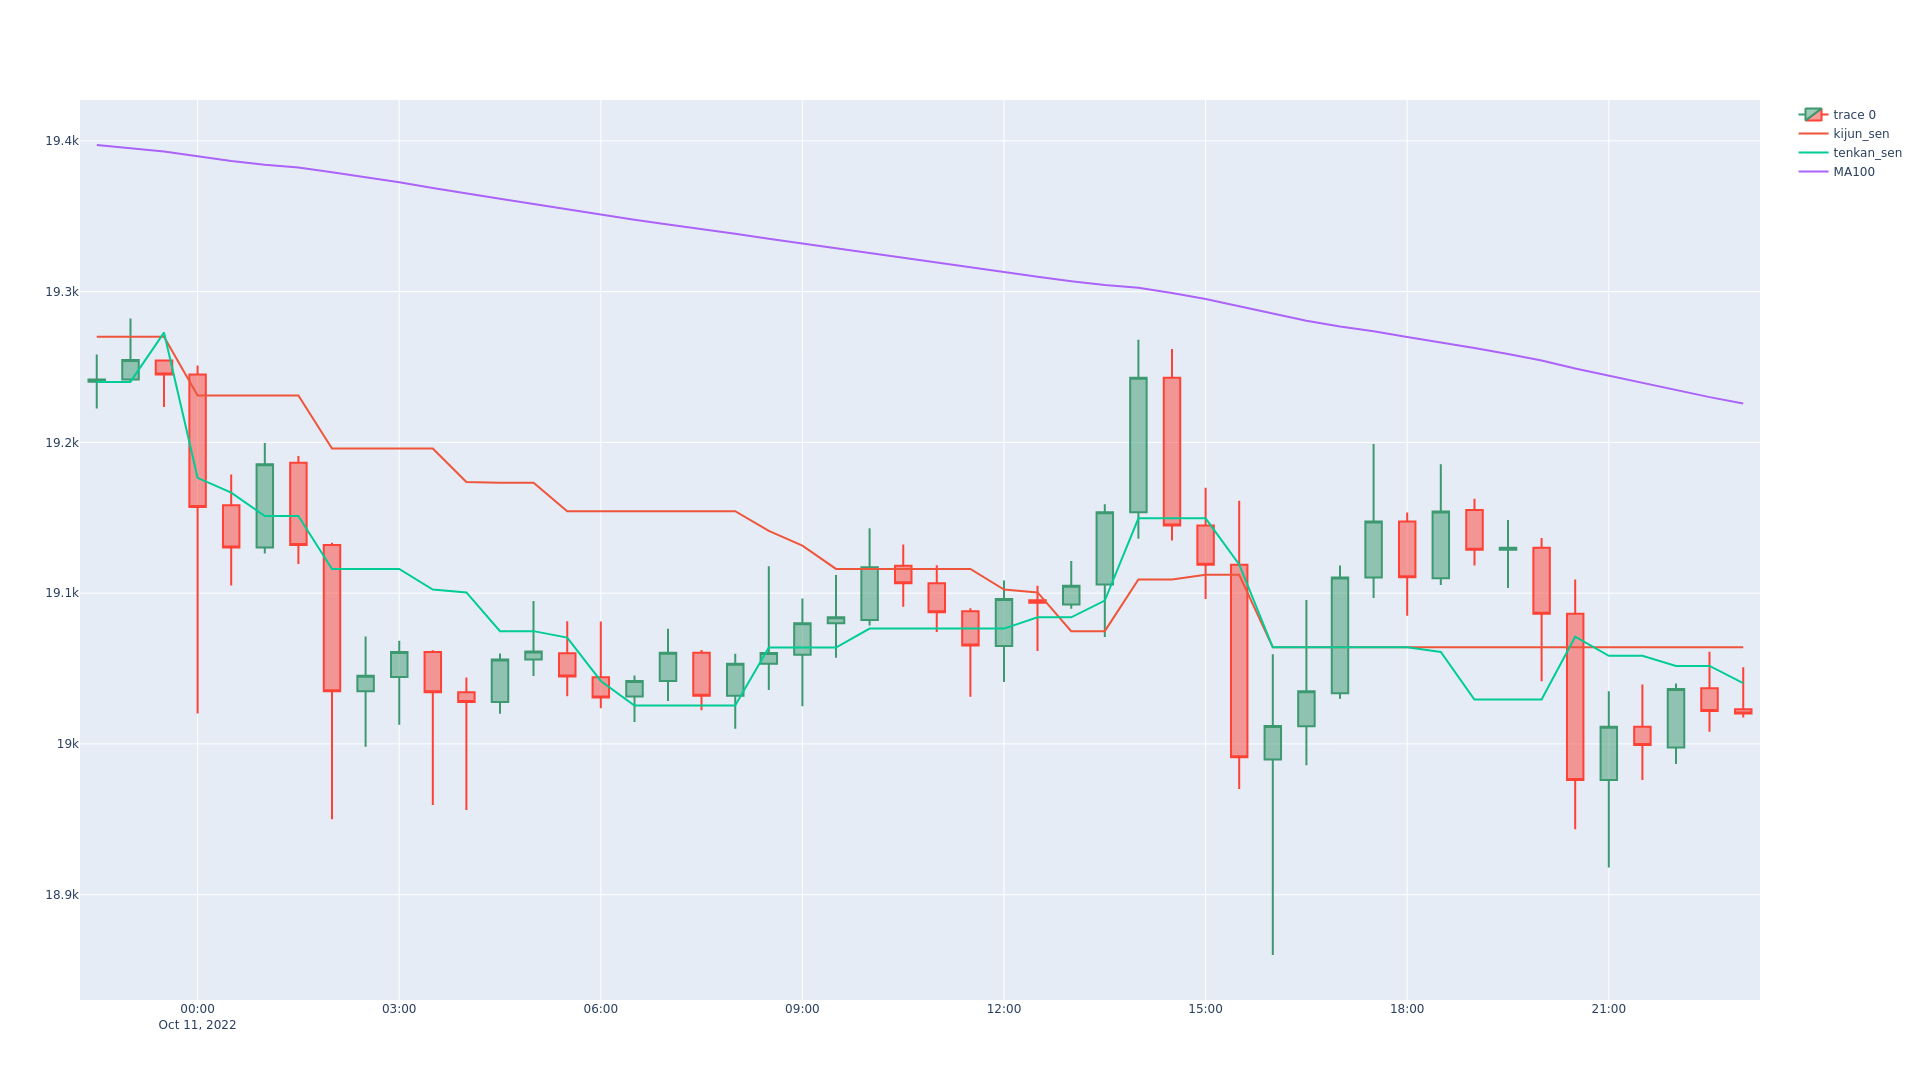 19.4k
19.3k
19.2k
19.1k
19k
18.9k
00:00
Oct 11, 2022
03:00
06:00
09:00
12:00
15:00
18:00
21:00
trace 0
kijun_sen
tenkan_sen
MA100